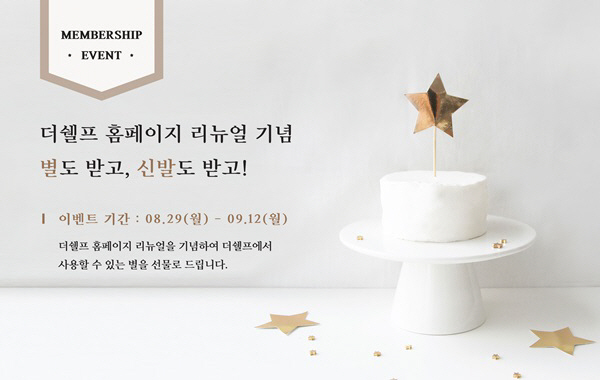 MEMBERSHIP
· EVENT ·
더쉘프 홈페이지 리뉴얼 기념
별도 받고, 신발도 받고!
이벤트 기간 : 08.29(월) - 09.12(월)
더쉘프 홈페이지 리뉴얼을 기념하여 더쉘프에서
사용할 수 있는 별을 선물로 드립니다.